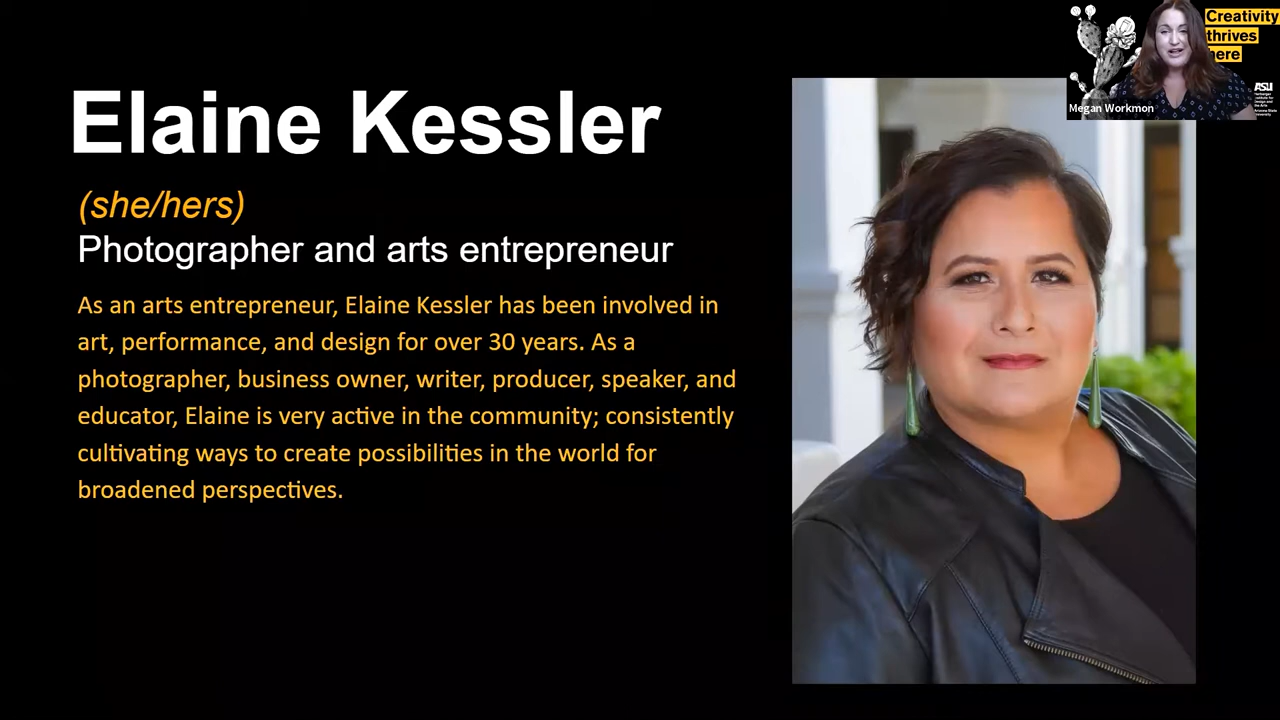 Elaine Kessler
(she/hers)
Photographer and arts entrepreneur
As an arts entrepreneur, Elaine Kessler has been involved in
art, performance, and design for over 30 years. As a
photographer, business owner, writer, producer, speaker, and
educator, Elaine is very active in the community; consistently
cultivating ways to create possibilities in the world for
broadened perspectives.
Creativity
thrives
here
ASU
Megan Workmon